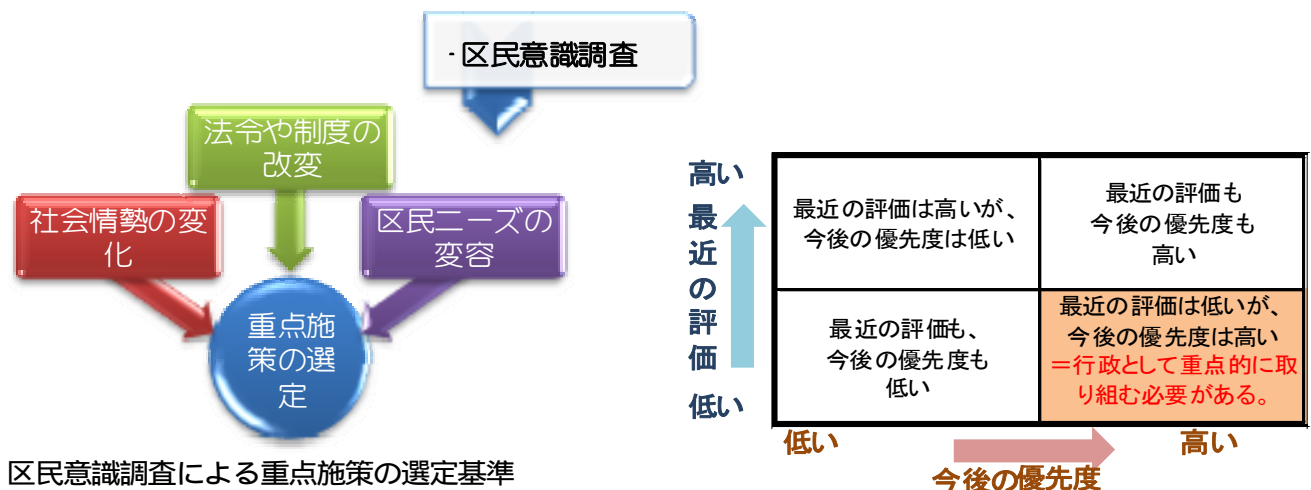 ・区民意識調査
法令や制度の
改変
社会情勢の変
化
区民ニーズの
変容
重点施
策の選
定
区民意識調査による重点施策の選定基準
高い
最
近
の
評
価
低い
最近の評価は高いが、
今後の優先度は低い
最近の評価も
今後の優先度も
高い
最近の評価も、
今後の優先度も
低い
最近の評価は低いが、
今後の優先度は高い
＝行政として重点的に取
り組む必要がある。
低い
高い
今後の優先度